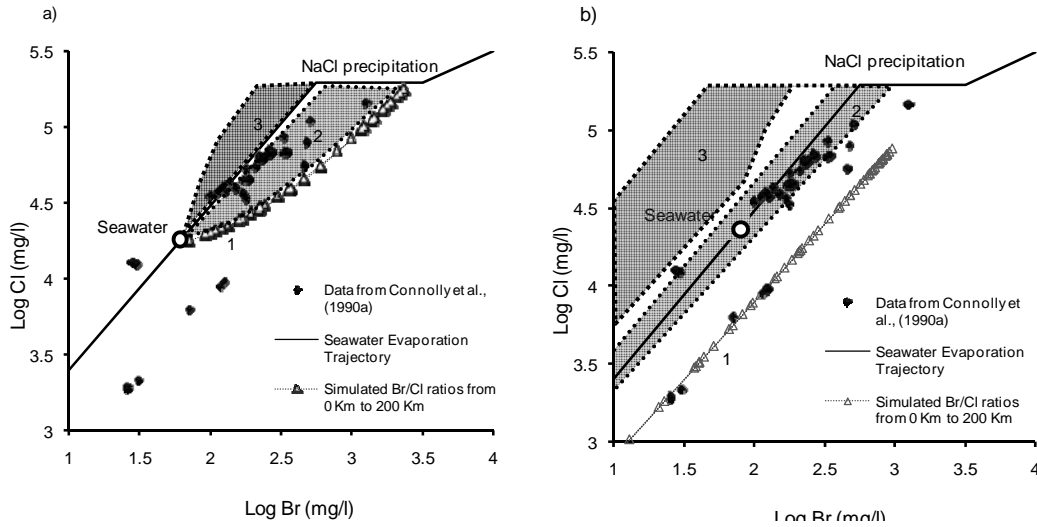 a)
5.5
5
4.5
4
3.5
3
1
1.5
2
2.5
3
3.5
4
Log Cl (mg/l)
Log Br (mg/l)
NaCl precipitation
Seawater
3
2
1
Data from Connolly et al.,
(1990a)
Seawater Evaporation
Trajectory
Simulated Br/Cl ratios from
0 Km to 200 Km
b)
5.5
5
4.5
4
3.5
3
1
1.5
2
2.5
3
3.5
4
Log Cl (mg/l)
Log Br (mg/l)
NaCl precipitation
Seawater
3
2
1
Data from Connolly et
al., (1990a)
Seawater Evaporation
Trajectory
Simulated Br/Cl ratios
from 0 Km to 200 Km